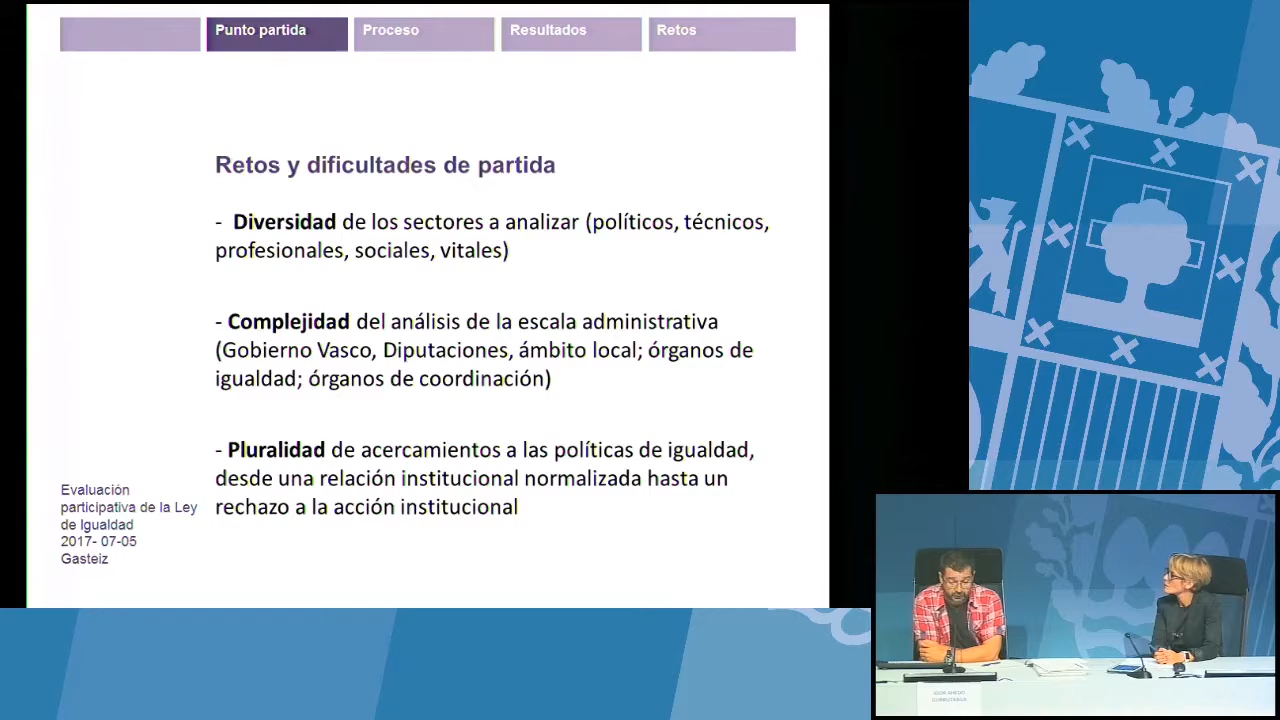 Punto partida
Proceso
Resultados
Retos
Retos y dificultades de partida
- Diversidad de los sectores a analizar (políticos, técnicos,
profesionales, sociales, vitales)
- Complejidad del análisis de la escala administrativa
(Gobierno Vasco, Diputaciones, ámbito local; órganos de
igualdad; órganos de coordinación)
- Pluralidad de acercamientos a las políticas de igualdad,
desde una relación institucional normalizada hasta un
rechazo a la acción institucional
Evaluación
participativa de la Ley
de Igualdad
2017- 07-05
Gasteiz